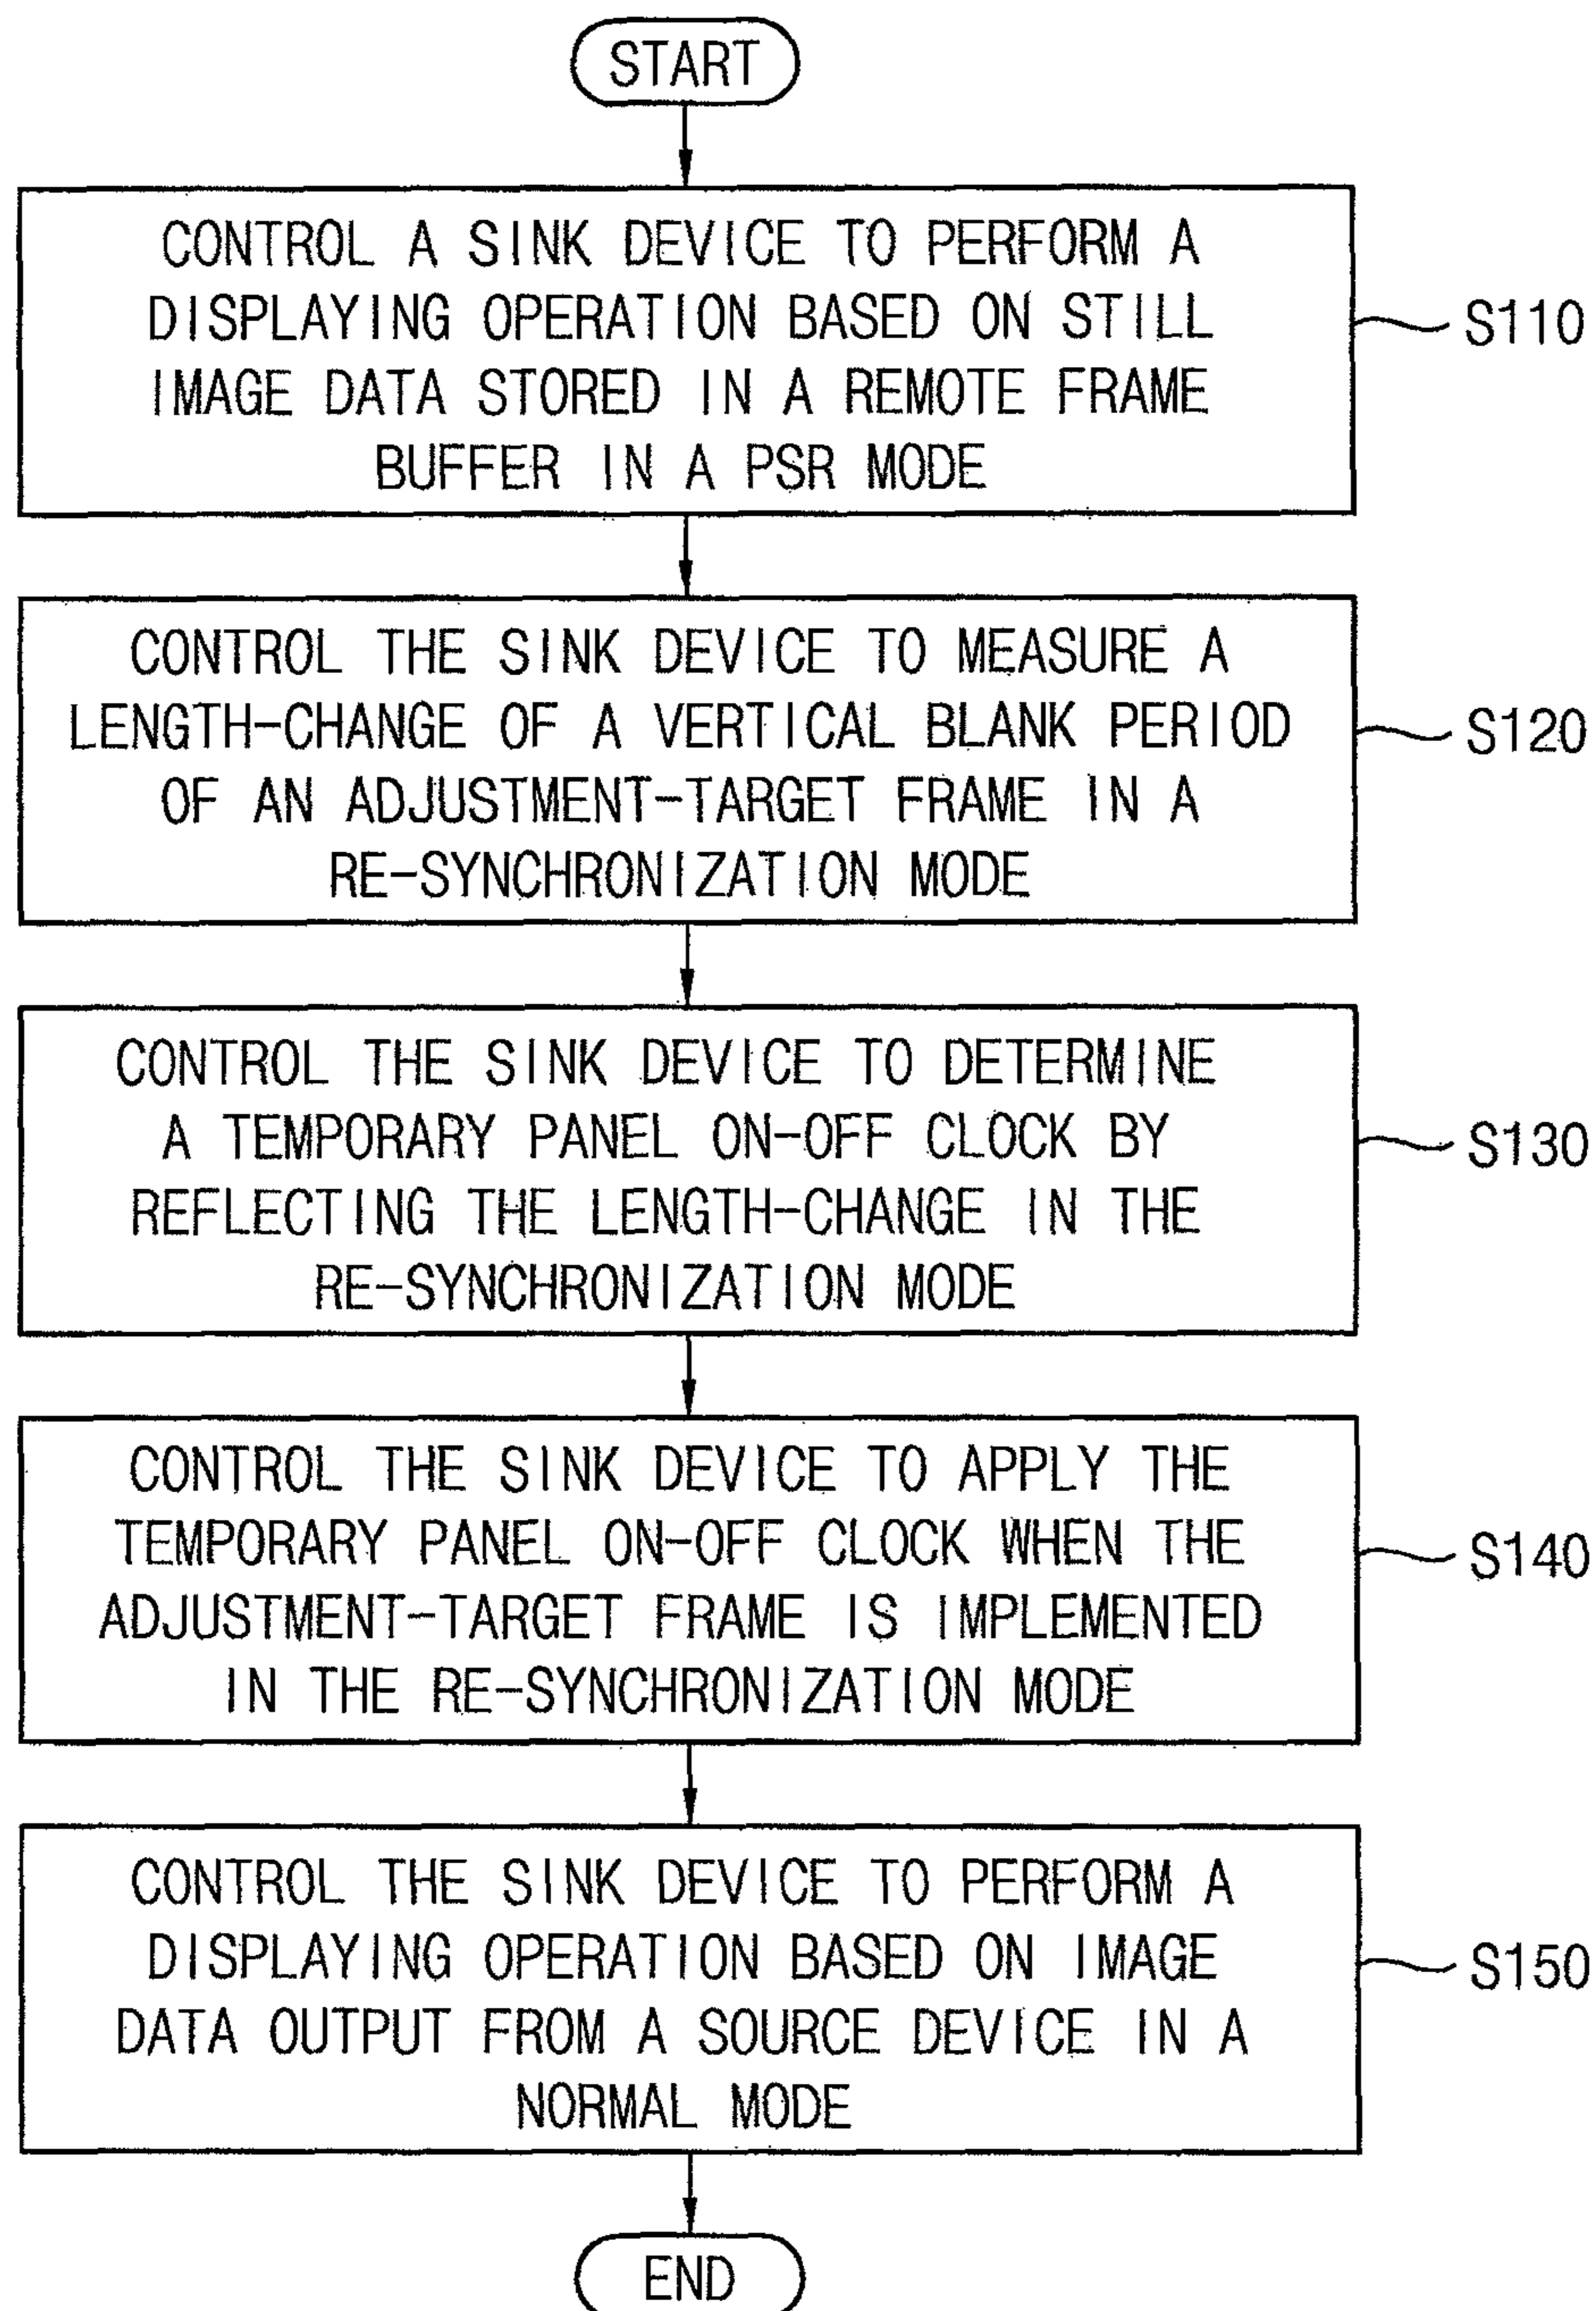 START
CONTROL A SINK DEVICE TO PERFORM A
DISPLAYING OPERATION BASED ON STILL
IMAGE DATA STORED IN A REMOTE FRAME
BUFFER IN A PSR MODE
S110
CONTROL THE SINK DEVICE TO MEASURE A
LENGTH-CHANGE OF A VERTICAL BLANK PERIOD
OF AN ADJUSTMENT-TARGET FRAME IN A
RE-SYNCHRONIZATION MODE
S120
CONTROL THE SINK DEVICE TO DETERMINE
A TEMPORARY PANEL ON-OFF CLOCK BY
REFLECTING THE LENGTH-CHANGE IN THE
RE-SYNCHRONIZATION MODE
S130
CONTROL THE SINK DEVICE TO APPLY THE
TEMPORARY PANEL ON-OFF CLOCK WHEN THE
ADJUSTMENT-TARGET FRAME IS IMPLEMENTED
IN THE RE-SYNCHRONIZATION MODE
S140
CONTROL THE SINK DEVICE TO PERFORM A
DISPLAYING OPERATION BASED ON IMAGE
DATA OUTPUT FROM A SOURCE DEVICE IN A
NORMAL MODE
S150
END